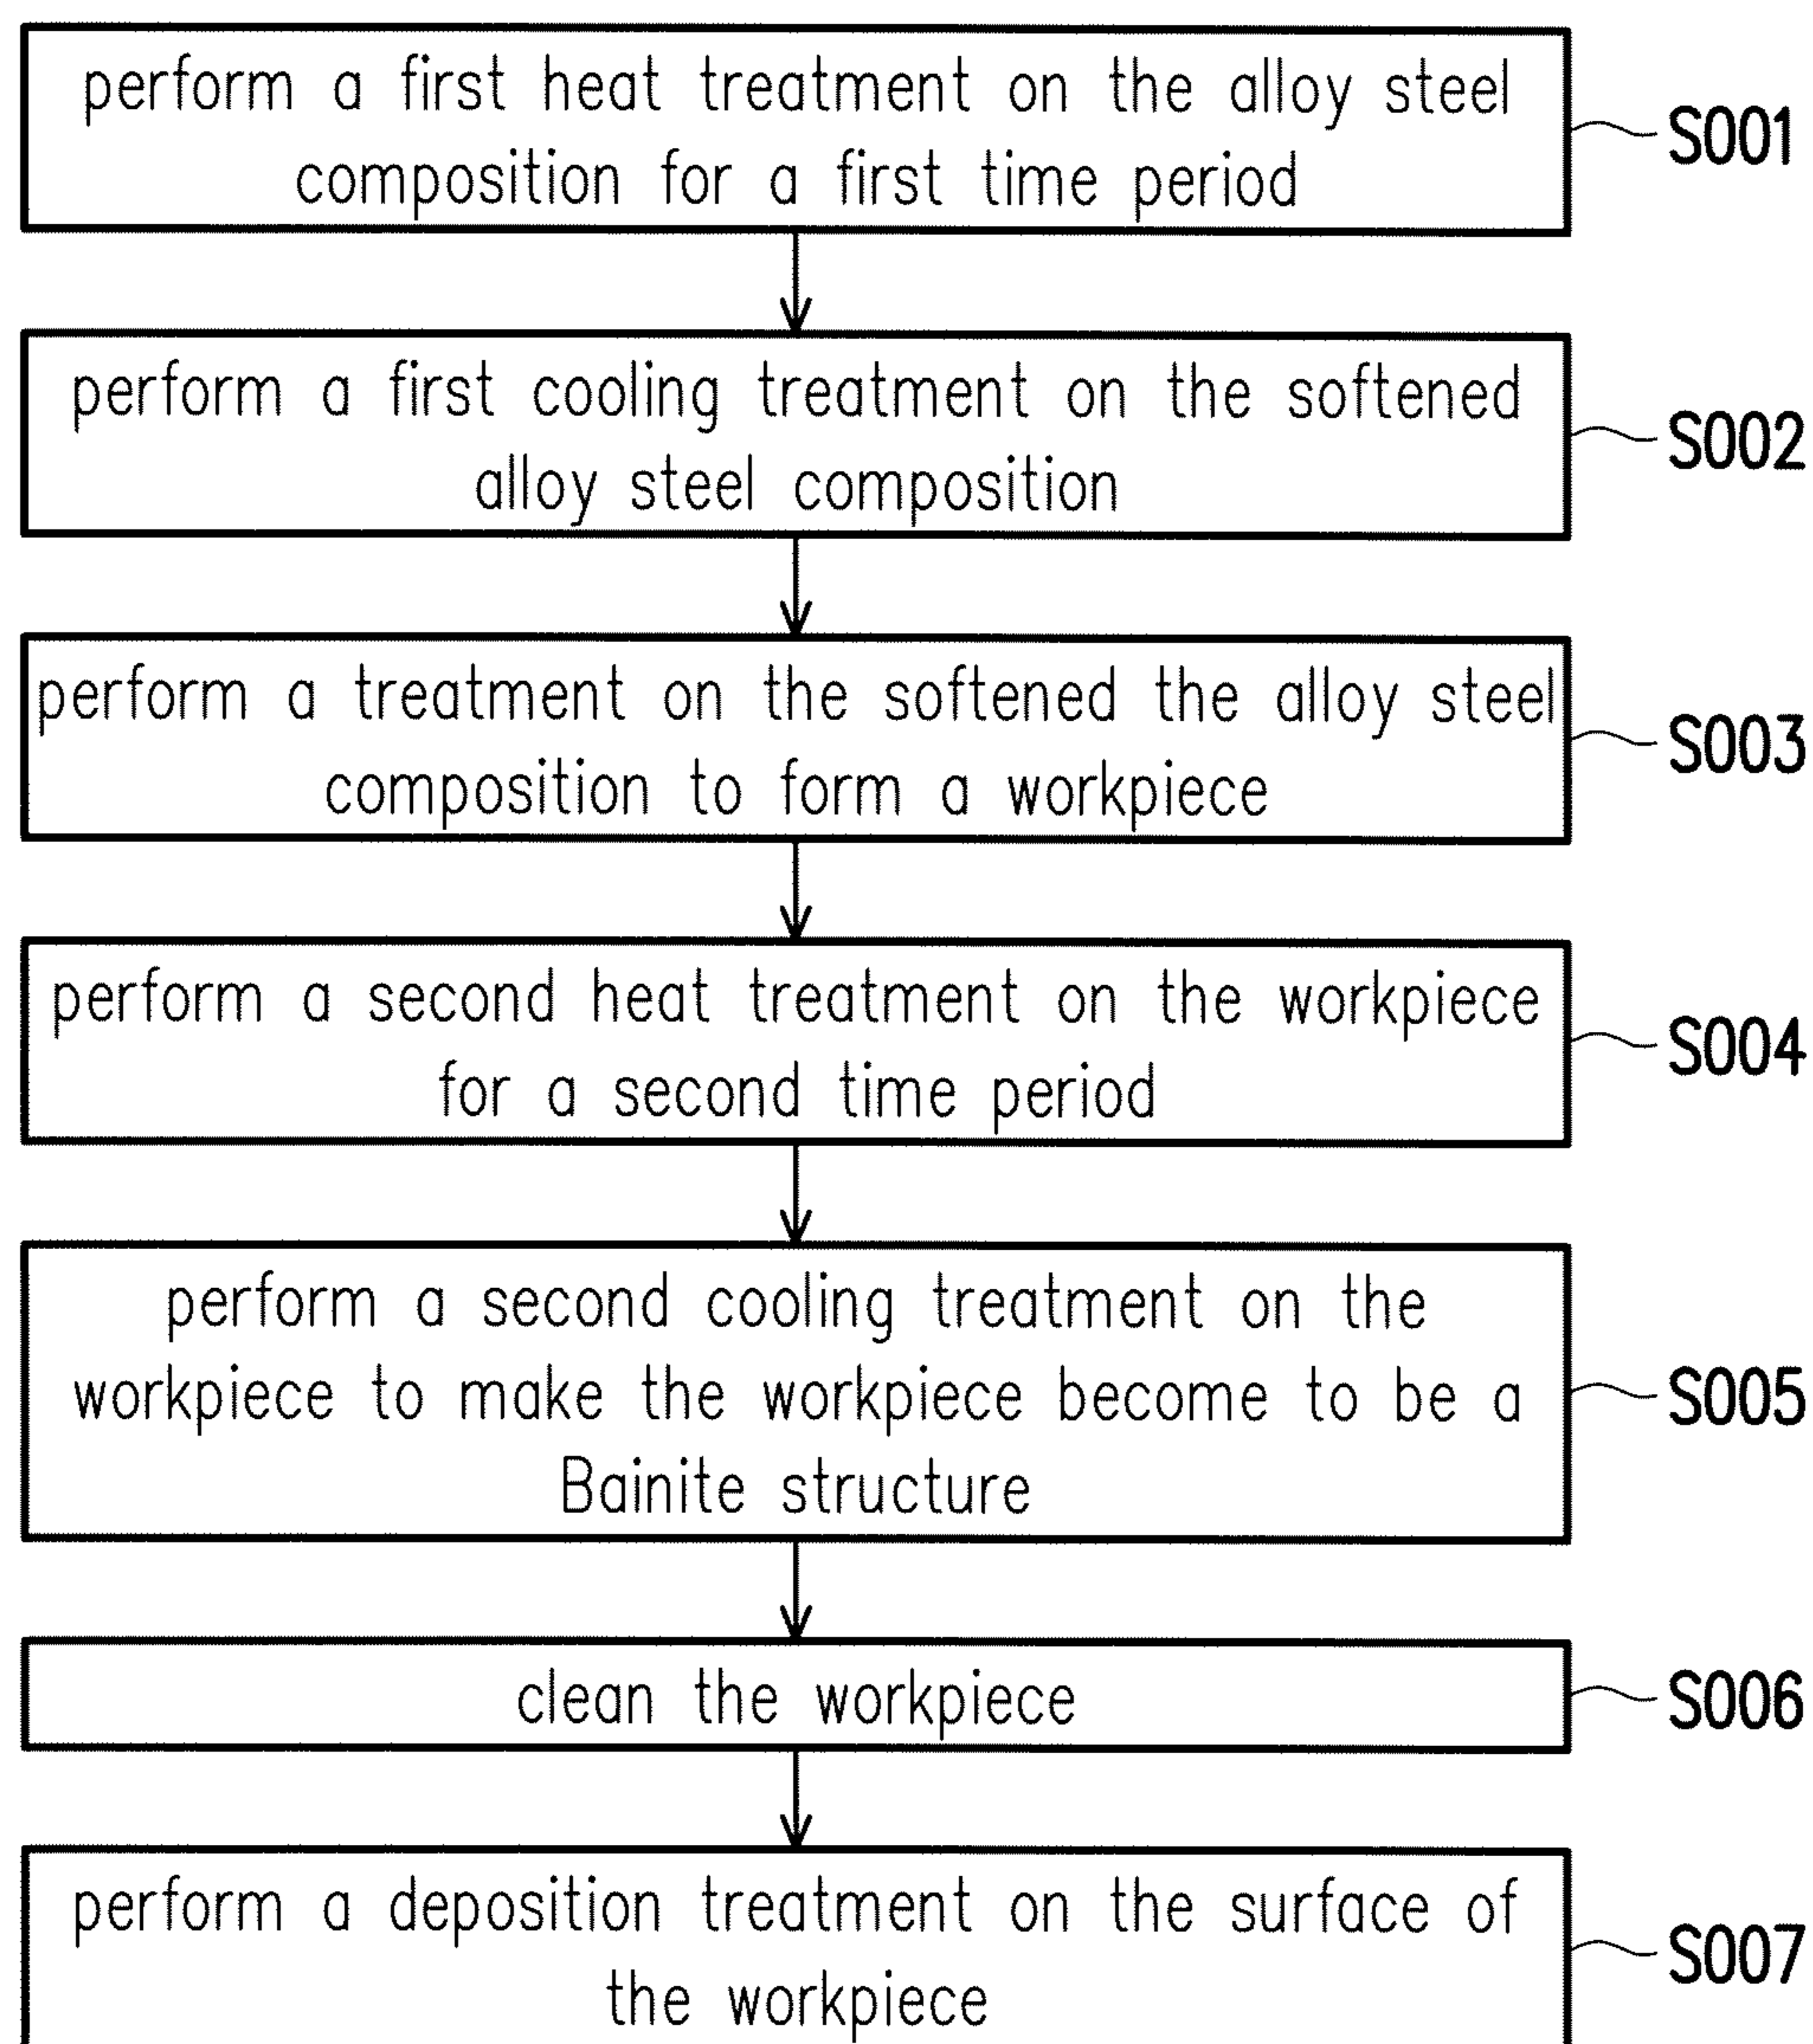 perform a first heat treatment on the alloy steel
composition for a first time period
S001
perform a first cooling treatment on the softened
alloy steel composition
S002
perform a treatment on the softened the alloy steel
composition to form a workpiece
S003
perform a second heat treatment on the workpiece
for a second time period
S004
perform a second cooling treatment on the
workpiece to make the workpiece become to be a
Bainite structure
S005
clean the workpiece
S006
perform a deposition treatment on the surface of
the workpiece
S007